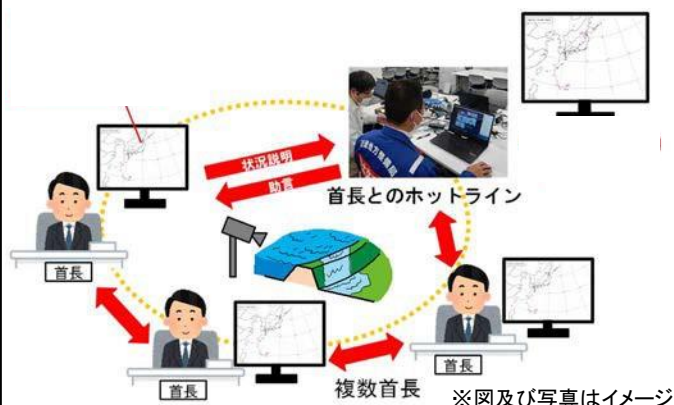 状況説明
助言
首長とのホットライン
首長
首長
首長
複数首長
※図及び写真はイメージ